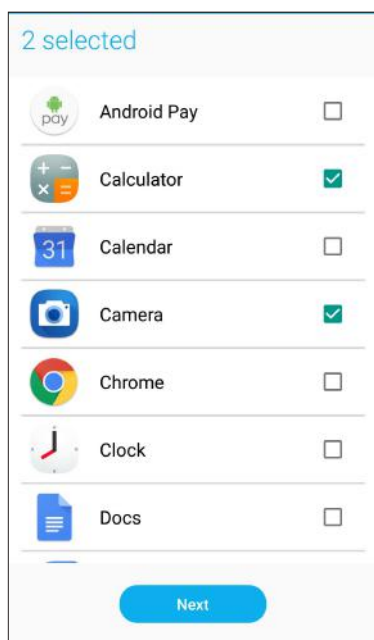 2 selected
pay
Android Pay
Calculator
31
Calendar
Camera
Chrome
Clock
Docs
Next